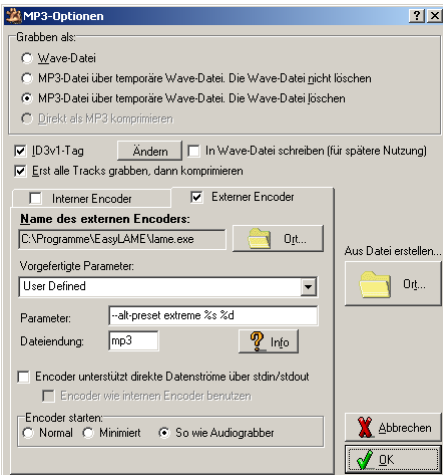 MP3-Optionen
Grabben als:
Wave-Datei
MP3-Datei über temporäre Wave-Datei. Die Wave-Datei nicht löschen
MP3-Datei über temporäre Wave-Datei. Die Wave-Datei löschen
Direkt als MP3 komprimieren
ID3v1-Tag Ändern In Wave-Datei schreiben (für spätere Nutzung)
Erst alle Tracks grabben, dann komprimieren
Interner Encoder Externer Encoder
Name des externen Encoders:
C:\Programme\EasyLAME\lame.exe Ort...
Aus Datei erstellen...
Ort...
Vorgefertigte Parameter:
User Defined
Parameter: --alt-preset extreme %s %d
Dateiendung: mp3 Info
Encoder unterstützt direkte Datenströme über stdin/stdout
Encoder wie internen Encoder benutzen
Encoder starten:
Normal Minimiert So wie Audiograbber
Abbrechen
OK